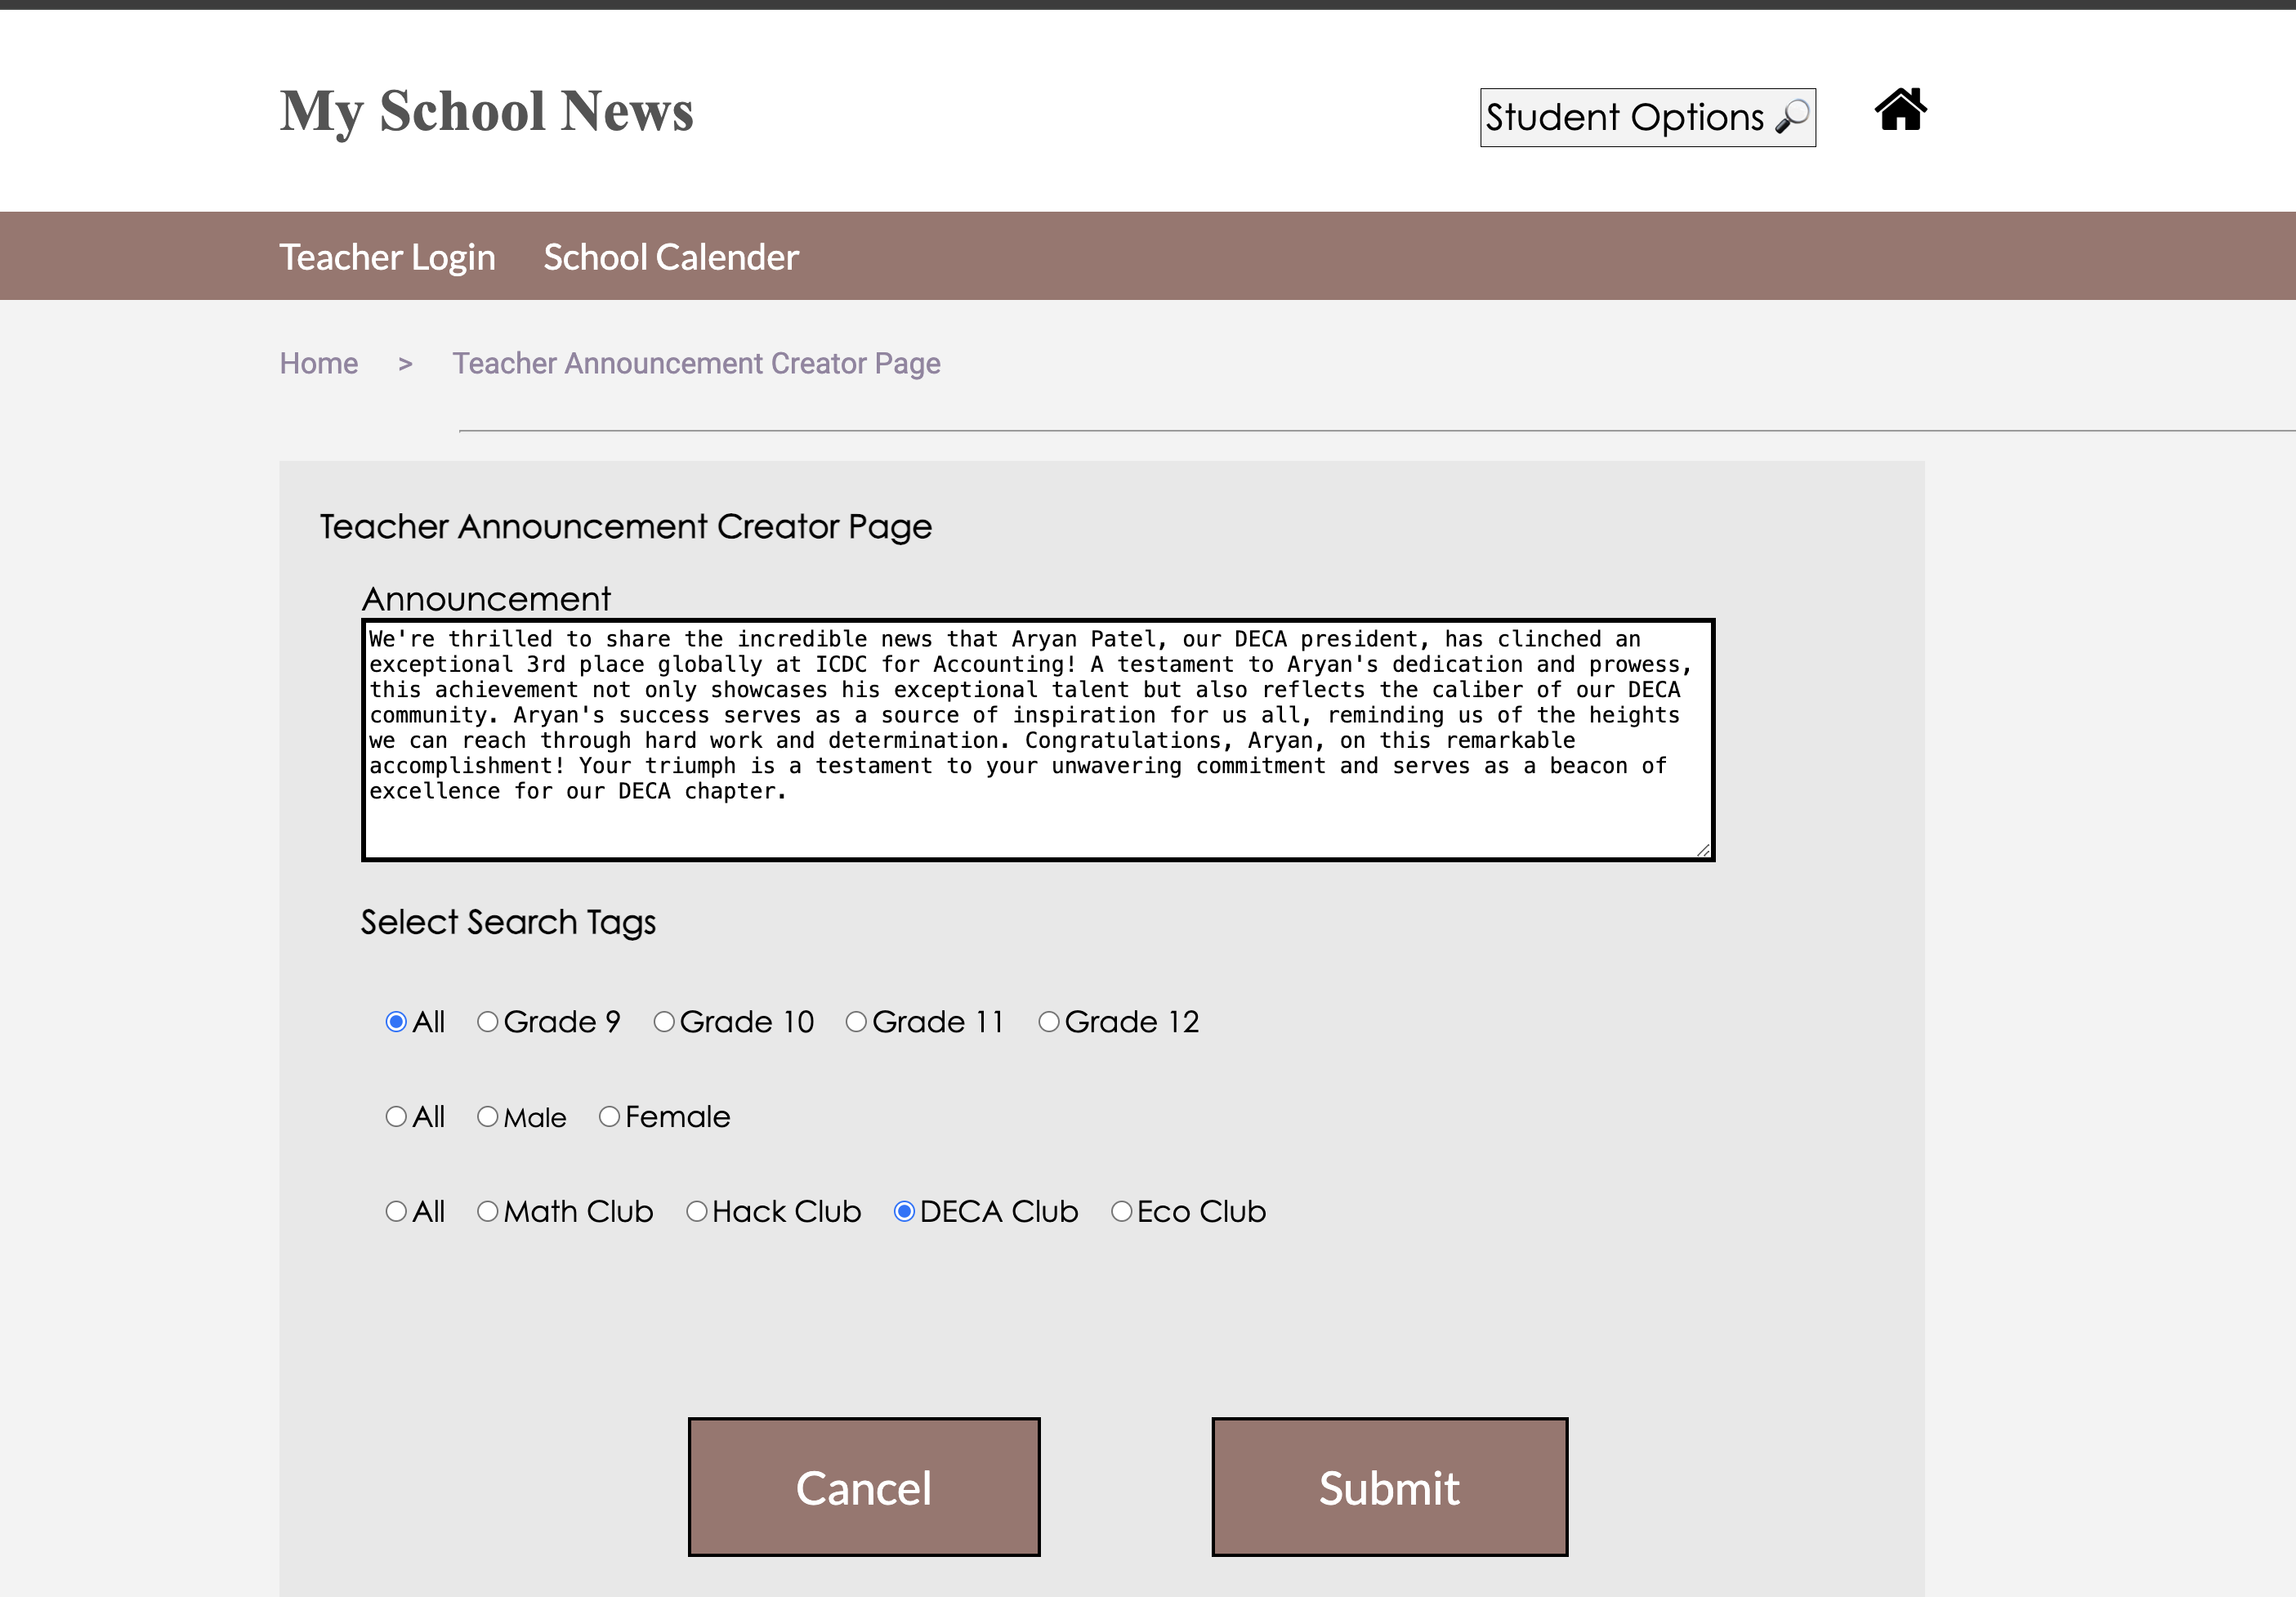 My School News
Student Options
Teacher Login School Calender
Home > Teacher Announcement Creator Page
Teacher Announcement Creator Page
Announcement
We're thrilled to share the incredible news that Aryan Patel, our DECA president, has clinched an
exceptional 3rd place globally at ICDC for Accounting! A testament to Aryan's dedication and prowess,
this achievement not only showcases his exceptional talent but also reflects the caliber of our DECA
community. Aryan's success serves as a source of inspiration for us all, reminding us of the heights
we can reach through hard work and determination. Congratulations, Aryan, on this remarkable
accomplishment! Your triumph is a testament to your unwavering commitment and serves as a beacon of
excellence for our DECA chapter.
Select Search Tags
All Grade 9 Grade 10 Grade 11 Grade 12
All Male Female
All Math Club Hack Club DECA Club Eco Club
Cancel Submit